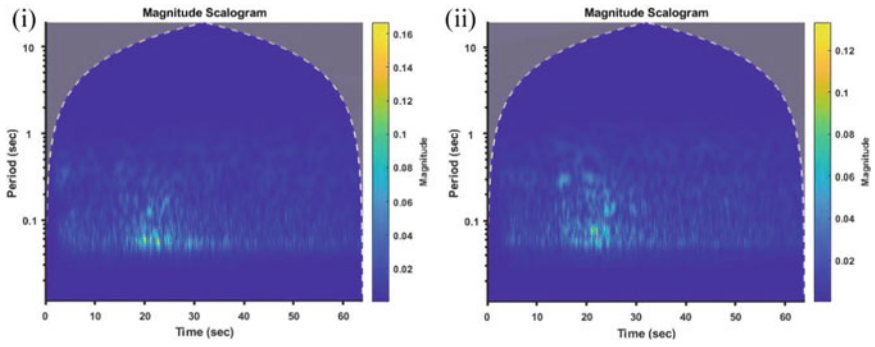 (i)
Magnitude Scalogram
10
1
0.1
Period (sec)
0 10 20 30 40 50 60
Time (sec)
0.16
0.14
0.12
0.10
0.08
0.06
0.04
0.02
Magnitude
(ii)
Magnitude Scalogram
10
1
0.1
Period (sec)
0 10 20 30 40 50 60
Time (sec)
0.12
0.10
0.08
0.06
0.04
0.02
Magnitude